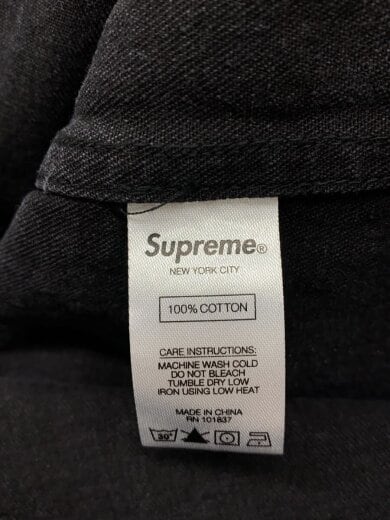 Supreme®
NEW YORK CITY
100% COTTON
CARE INSTRUCTIONS:
MACHINE WASH COLD
DO NOT BLEACH
TUMBLE DRY LOW
IRON USING LOW HEAT
MADE IN CHINA
RN 101837
30°